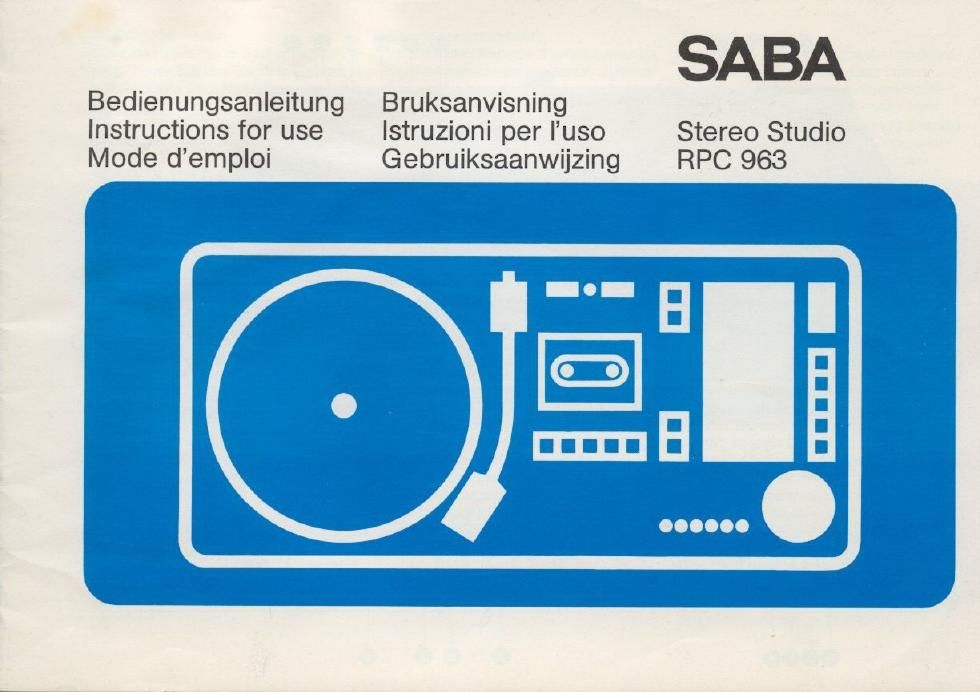 SABA
Bedienungsanleitung
Instructions for use
Mode d'emploi
Bruksanvisning
Istruzioni per l'uso
Gebruiksaanwijzing
Stereo Studio
RPC 963